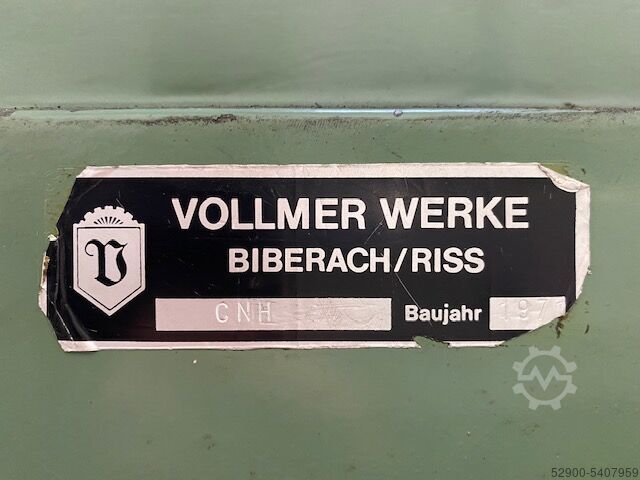 VOLLMER WERKE
BIBERACH/RISS
CNH Baujahr
52900-5407959